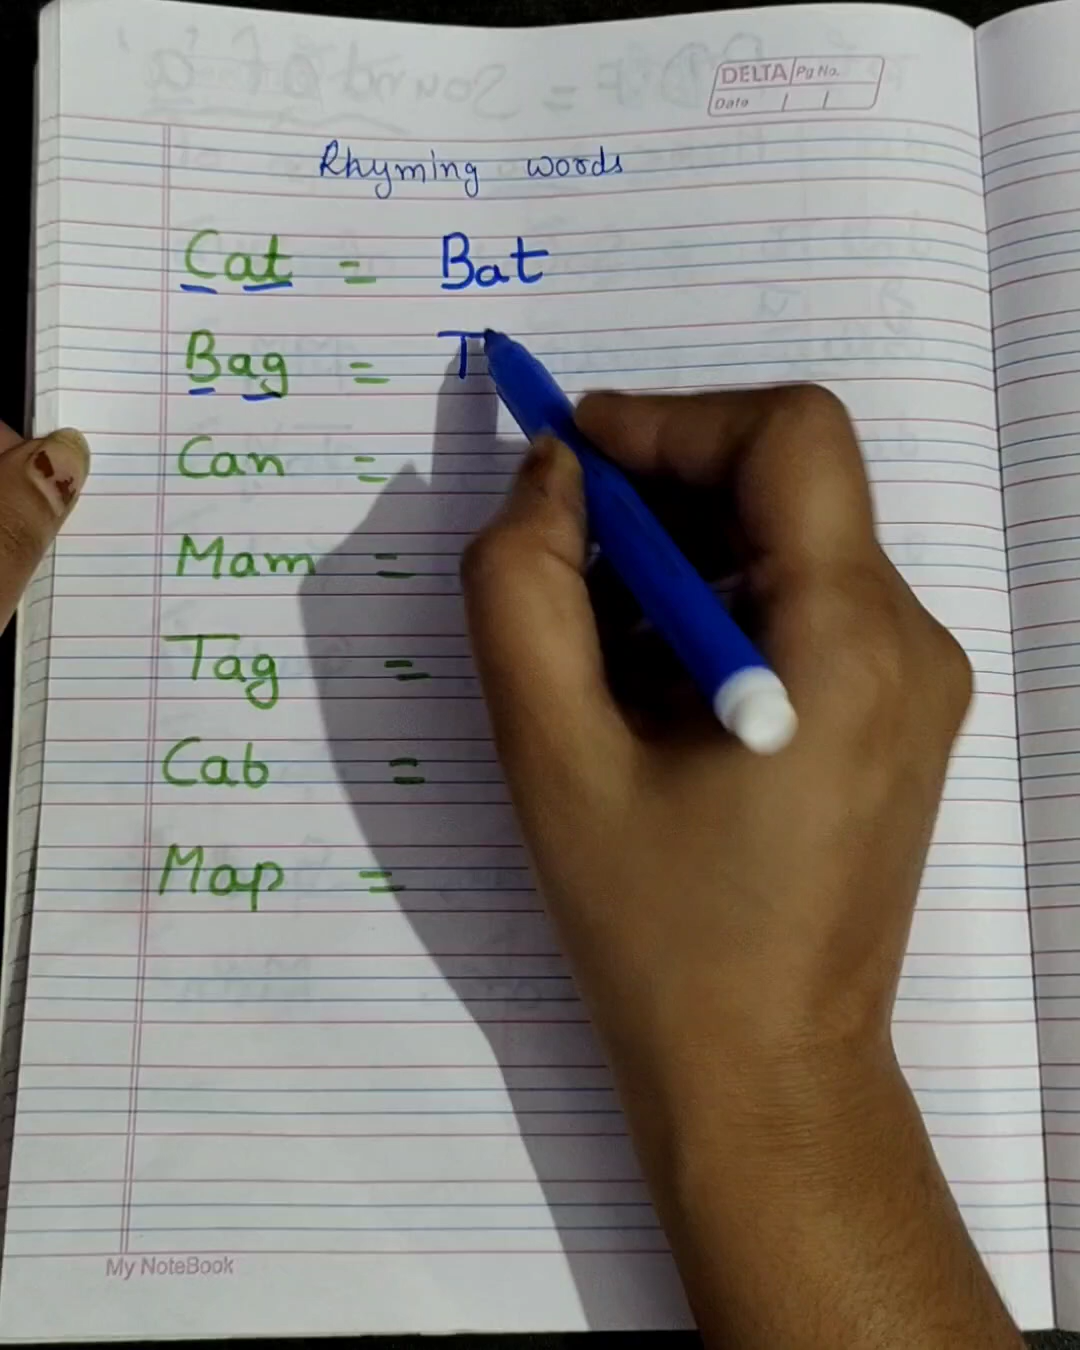 DELTA Pg No.
Date / /
Rhyming words
Cat = Bat
Bag = T
Can =
Mam =
Tag =
Cab =
Map =
My NoteBook